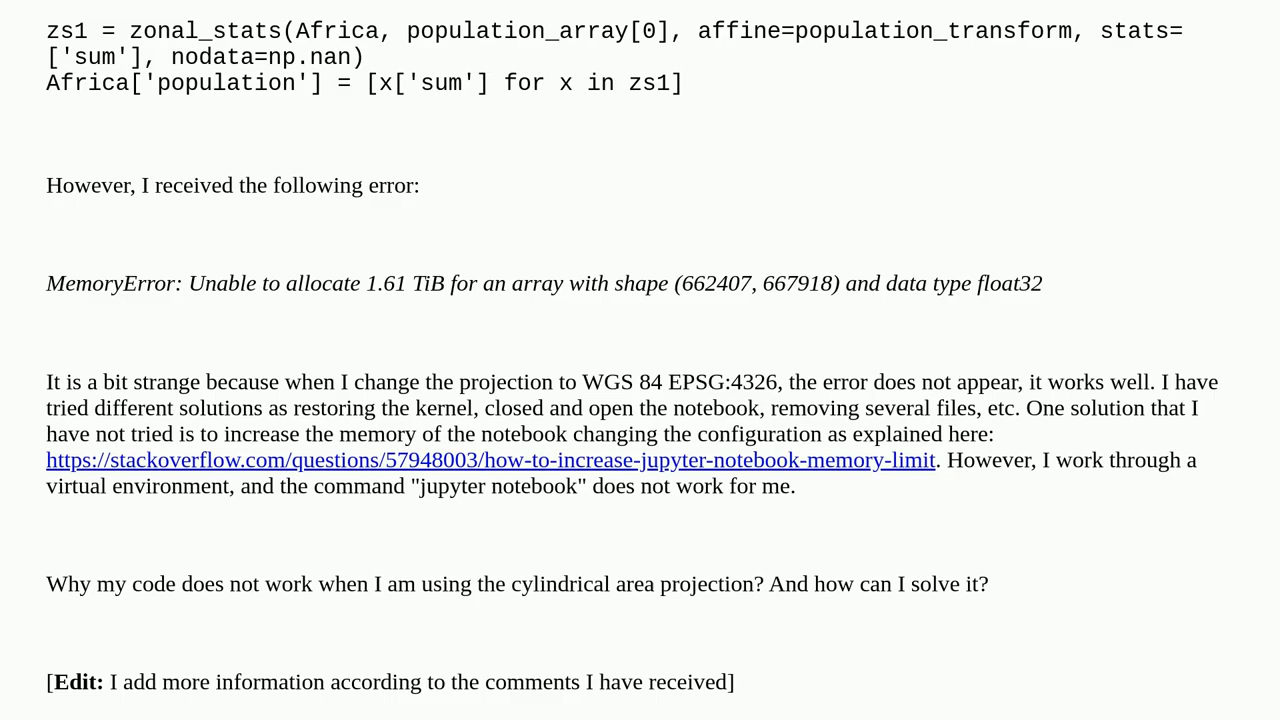 zs1 = zonal_stats(Africa, population_array[0], affine=population_transform, stats=
['sum'], nodata=np.nan)
Africa['population'] = [x['sum'] for x in zs1]
However, I received the following error:
MemoryError: Unable to allocate 1.61 TiB for an array with shape (662407, 667918) and data type float32
It is a bit strange because when I change the projection to WGS 84 EPSG:4326, the error does not appear, it works well. I have
tried different solutions as restoring the kernel, closed and open the notebook, removing several files, etc. One solution that I
have not tried is to increase the memory of the notebook changing the configuration as explained here:
https://stackoverflow.com/questions/57948003/how-to-increase-jupyter-notebook-memory-limit. However, I work through a
virtual environment, and the command "jupyter notebook" does not work for me.
Why my code does not work when I am using the cylindrical area projection? And how can I solve it?
[Edit: I add more information according to the comments I have received]